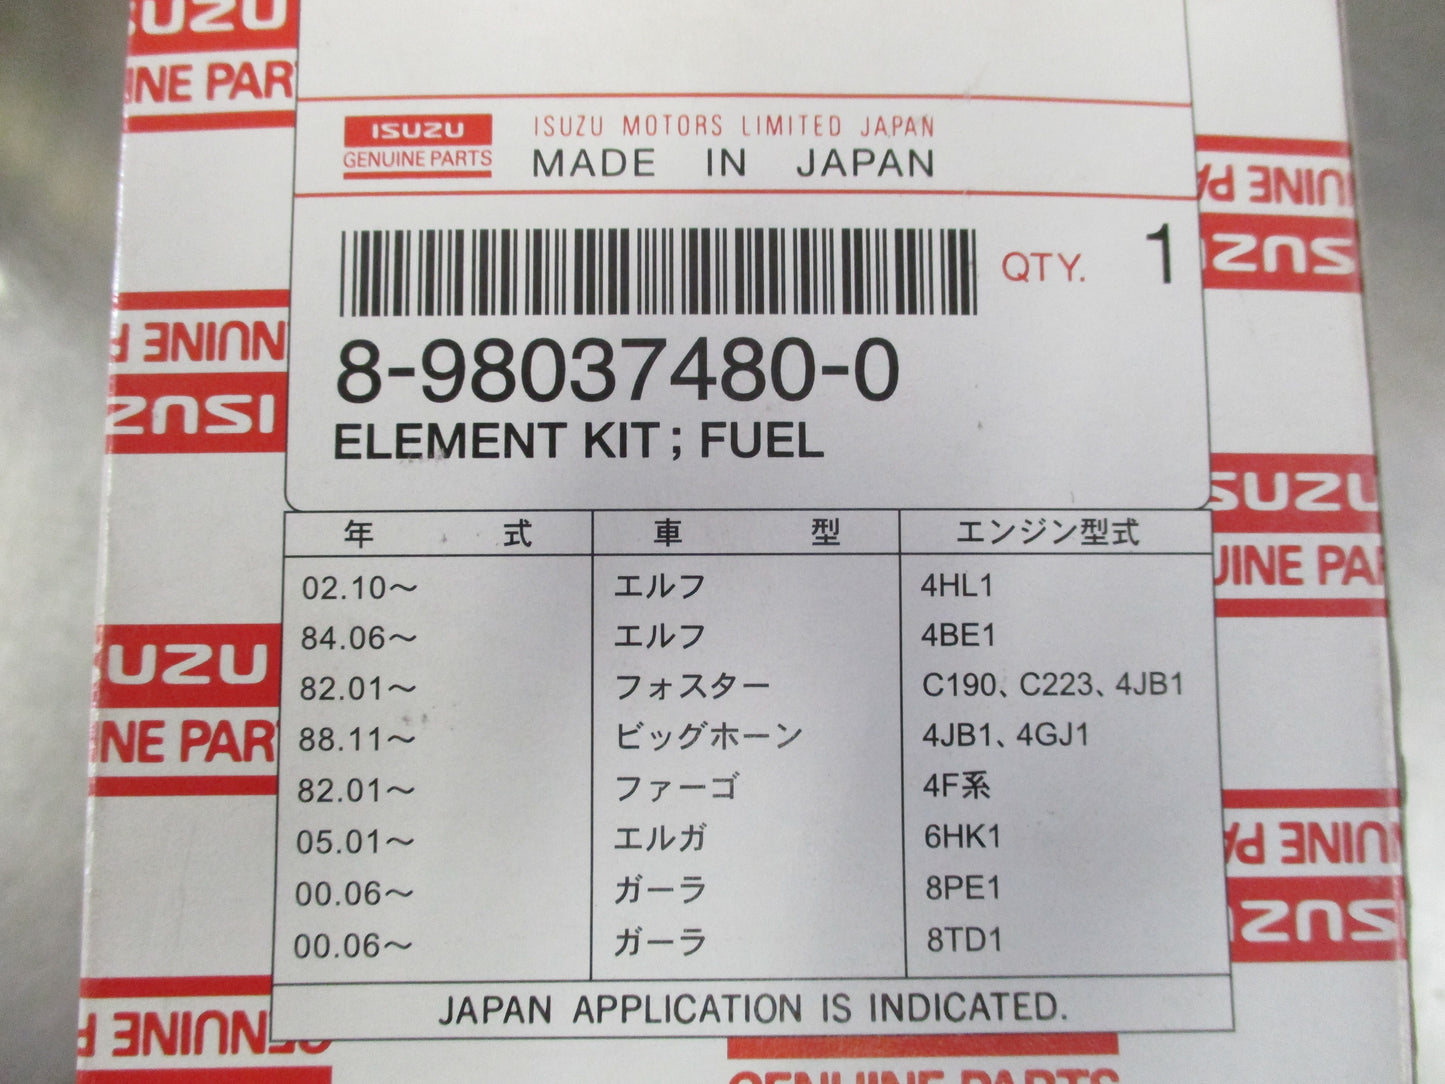 ISUZU
GENUINE PARTS
ISUZU MOTORS LIMITED JAPAN
MADE IN JAPAN
QTY. 1
8-98037480-0
ELEMENT KIT ; FUEL
年 式 車 型 エンジン型式
02.10～ エルフ 4HL1
84.06～ エルフ 4BE1
82.01～ フォスター C190、C223、4JB1
88.11～ ビッグホーン 4JB1、4GJ1
82.01～ ファーゴ 4F系
05.01～ エルガ 6HK1
00.06～ ガーラ 8PE1
00.06～ ガーラ 8TD1
JAPAN APPLICATION IS INDICATED.
ISUZU
ISUZU
GENUINE PARTS